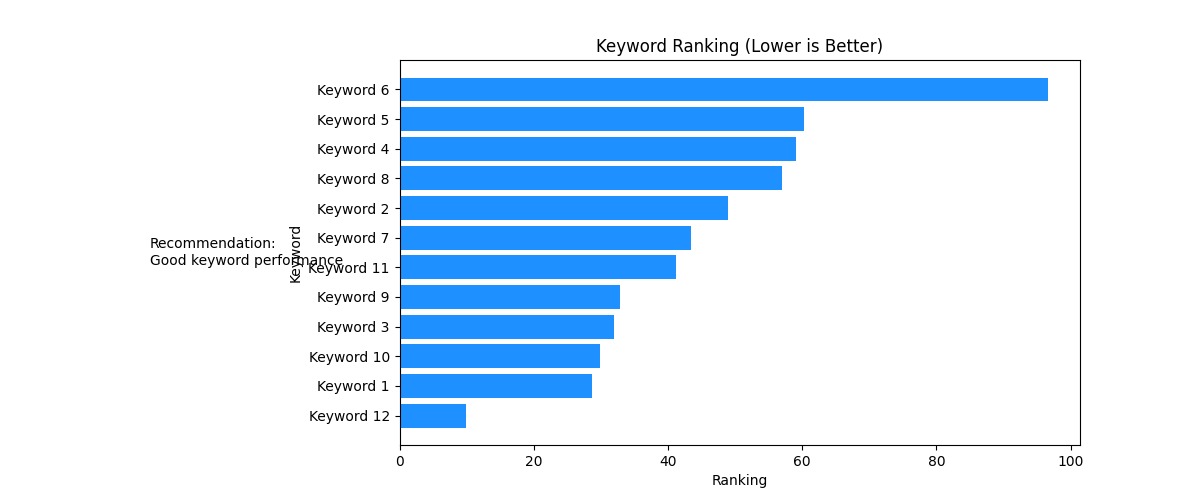 Keyword Ranking (Lower is Better)
Recommendation:
Good keyword performance
Keyword
Keyword 6
Keyword 5
Keyword 4
Keyword 8
Keyword 2
Keyword 7
Keyword 11
Keyword 9
Keyword 3
Keyword 10
Keyword 1
Keyword 12
0 20 40 60 80 100
Ranking